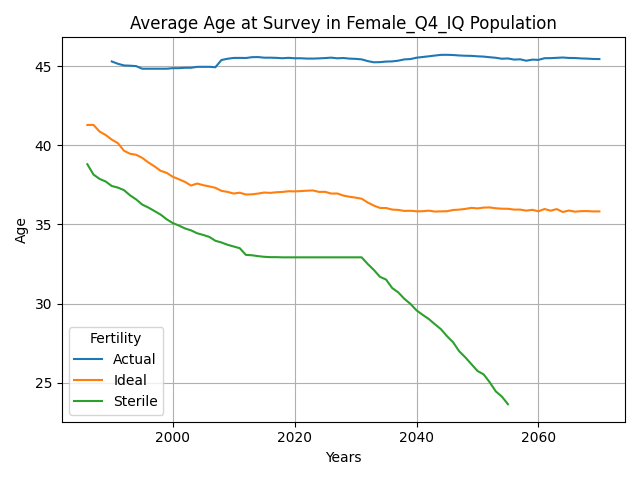 Average Age at Survey in Female_Q4_IQ Population
Age
45
40
35
30
25
Fertility
Actual
Ideal
Sterile
2000
2020
2040
2060
Years